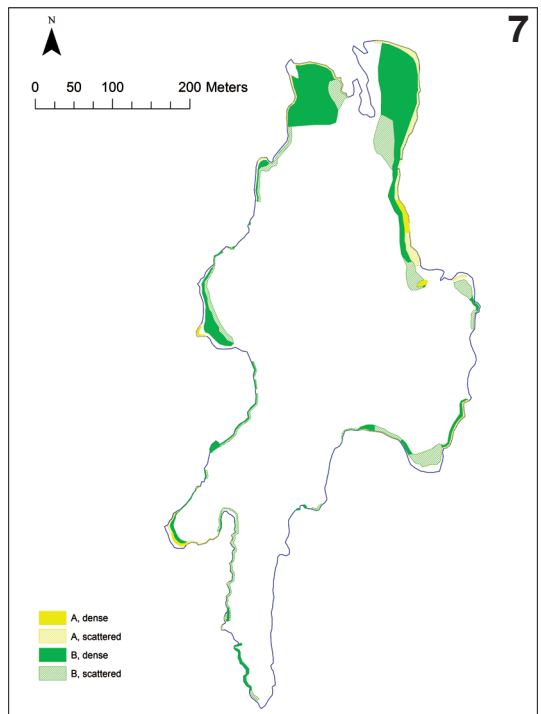 7
N
0 50 100 200 Meters
A, dense
A, scattered
B, dense
B, scattered